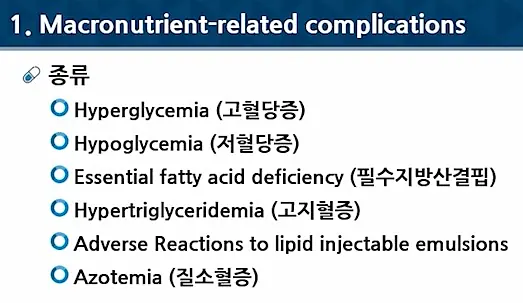 1. Macronutrient-related complications
종류
Hyperglycemia (고혈당증)
Hypoglycemia (저혈당증)
Essential fatty acid deficiency (필수지방산결핍)
Hypertriglyceridemia (고지혈증)
Adverse Reactions to lipid injectable emulsions
Azotemia (질소혈증)